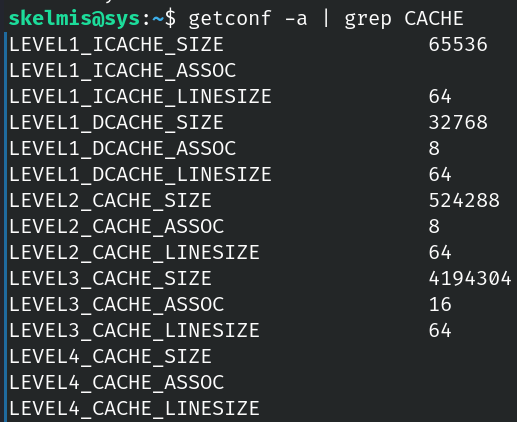 skelmis@sys:~$ getconf -a | grep CACHE
LEVEL1_ICACHE_SIZE                 65536
LEVEL1_ICACHE_ASSOC
LEVEL1_ICACHE_LINESIZE             64
LEVEL1_DCACHE_SIZE                 32768
LEVEL1_DCACHE_ASSOC                8
LEVEL1_DCACHE_LINESIZE             64
LEVEL2_CACHE_SIZE                  524288
LEVEL2_CACHE_ASSOC                 8
LEVEL2_CACHE_LINESIZE              64
LEVEL3_CACHE_SIZE                  4194304
LEVEL3_CACHE_ASSOC                 16
LEVEL3_CACHE_LINESIZE              64
LEVEL4_CACHE_SIZE
LEVEL4_CACHE_ASSOC
LEVEL4_CACHE_LINESIZE